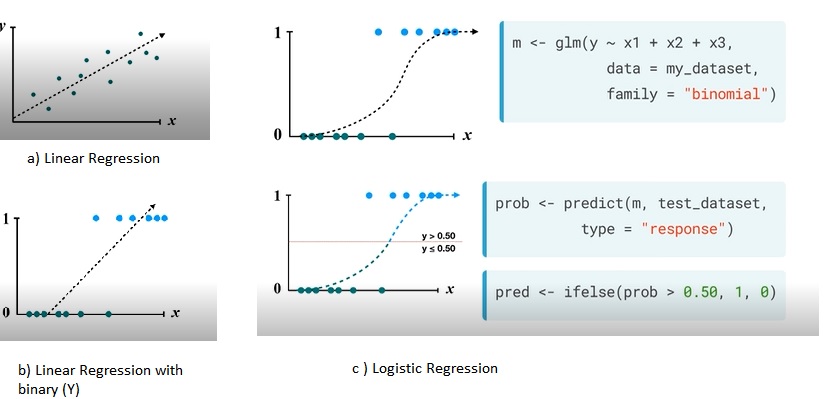 y
x
a) Linear Regression
1
0
x
b) Linear Regression with
binary (Y)
1
0
x
m <- glm(y ~ x1 + x2 + x3,
data = my_dataset,
family = "binomial")
1
y > 0.50
y ≤ 0.50
0
x
prob <- predict(m, test_dataset,
type = "response")
pred <- ifelse(prob > 0.50, 1, 0)
c ) Logistic Regression